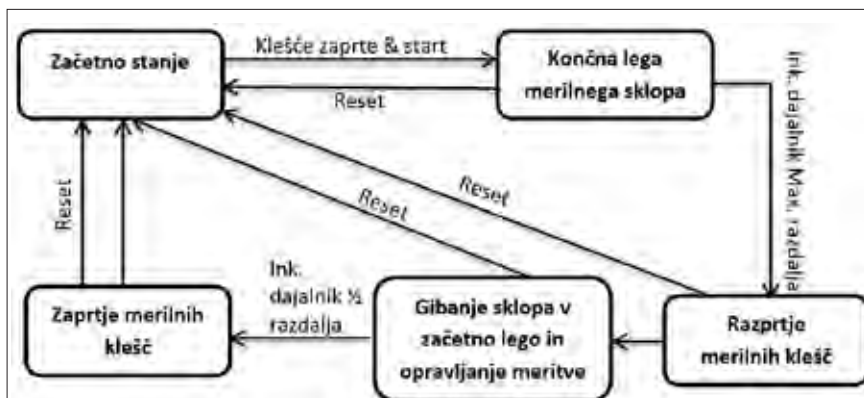 Začetno stanje
Klešče zaprte & start
Končna lega
merilnega sklopa
Reset
Ink. dajalnik Max. razdalja
Reset
Reset
Reset
Ink.
dajalnik ½
razdalja
Zaprtje merilnih
klešč
Gibanje sklopa v
začetno lego in
opravljanje meritve
Razprtje
merilnih klešč